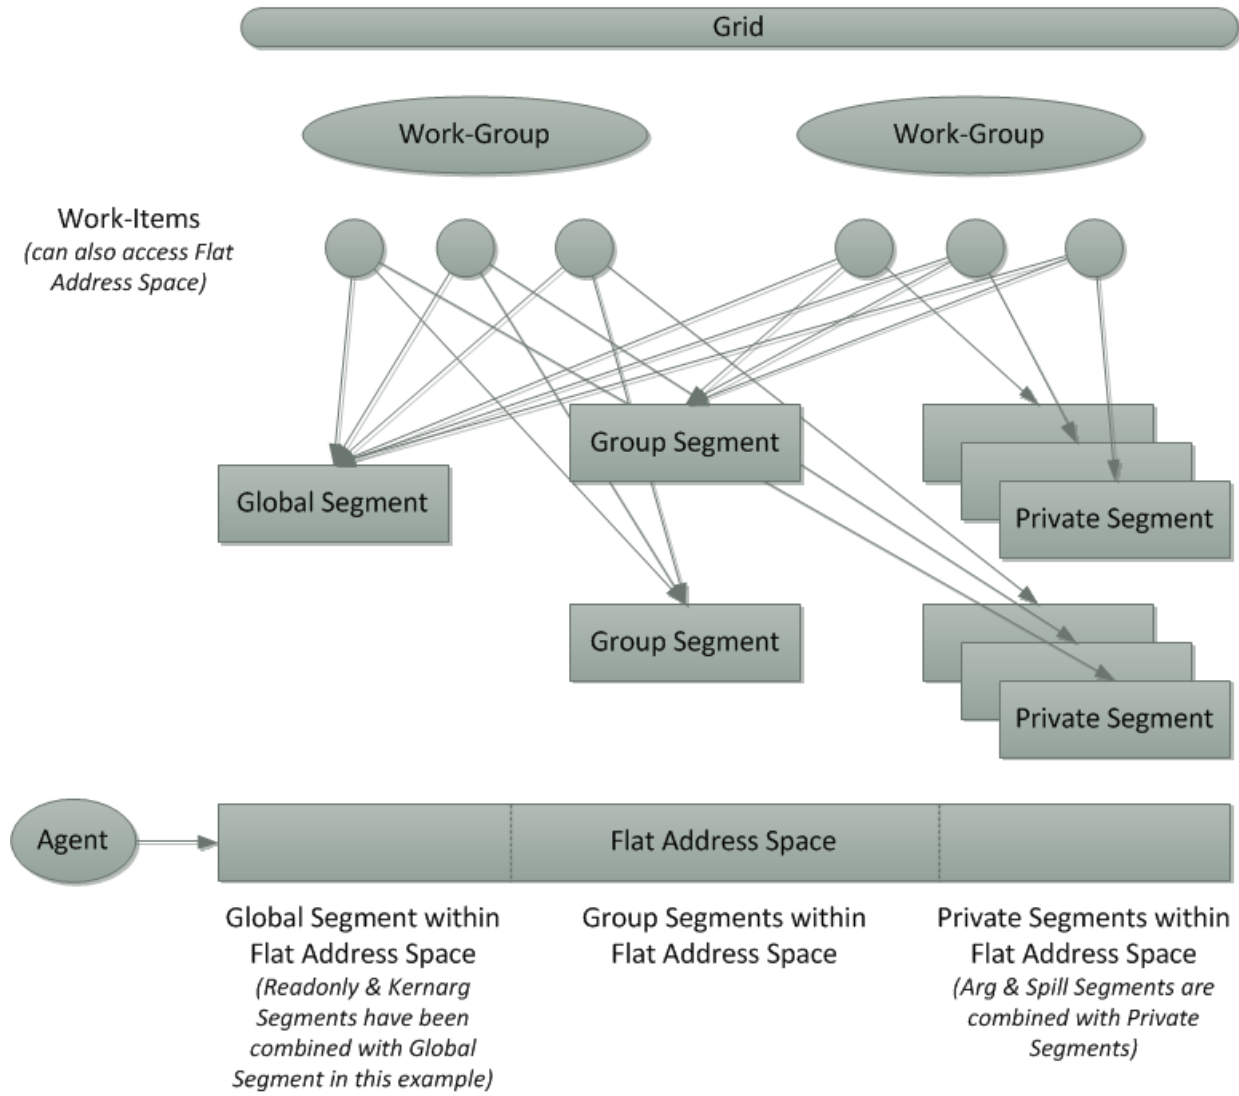 Grid
Work-Group
Work-Group
Work-Items
(can also access Flat
Address Space)
Group Segment
Global Segment
Private Segment
Group Segment
Private Segment
Agent
Flat Address Space
Global Segment within
Flat Address Space
(Readonly & Kernarg
Segments have been
combined with Global
Segment in this example)
Group Segments within
Flat Address Space
Private Segments within
Flat Address Space
(Arg & Spill Segments are
combined with Private
Segments)